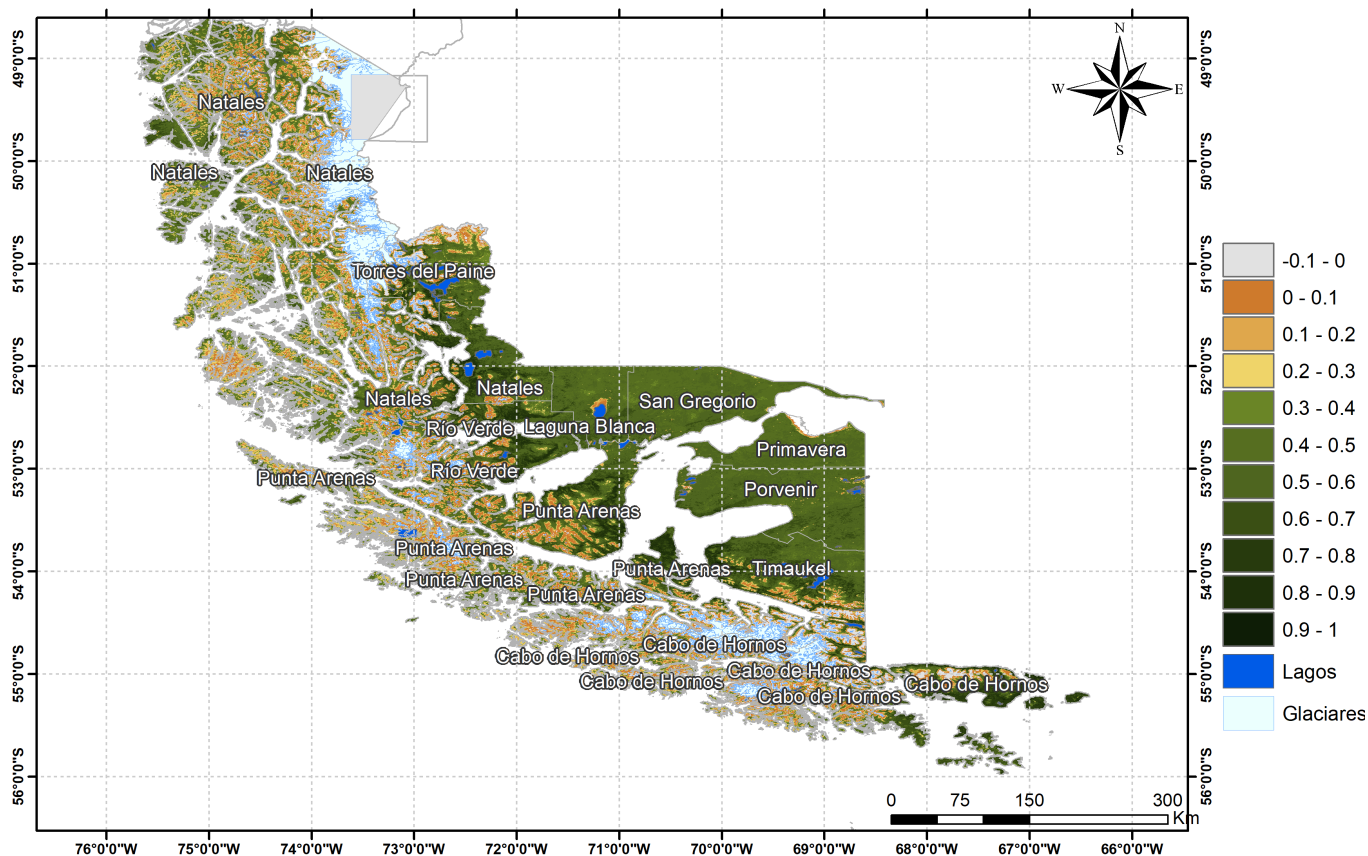 N
W
E
S
49°0'0"S
50°0'0"S
51°0'0"S
52°0'0"S
53°0'0"S
54°0'0"S
55°0'0"S
56°0'0"S
49°0'0"S
50°0'0"S
51°0'0"S
52°0'0"S
53°0'0"S
54°0'0"S
55°0'0"S
56°0'0"S
Natales
Natales
Natales
Torres del Paine
Natales
Natales
San Gregorio
Río Verde
Laguna Blanca
Primavera
Río Verde
Punta Arenas
Porvenir
Punta Arenas
Punta Arenas
Punta Arenas
Timaukel
Punta Arenas
Punta Arenas
Cabo de Hornos
Cabo de Hornos
Cabo de Hornos
Cabo de Hornos
Cabo de Hornos
Cabo de Hornos
-0.1 - 0
0 - 0.1
0.1 - 0.2
0.2 - 0.3
0.3 - 0.4
0.4 - 0.5
0.5 - 0.6
0.6 - 0.7
0.7 - 0.8
0.8 - 0.9
0.9 - 1
Lagos
Glaciares
0 75 150 300
Km
76°0'0"W 75°0'0"W 74°0'0"W 73°0'0"W 72°0'0"W 71°0'0"W 70°0'0"W 69°0'0"W 68°0'0"W 67°0'0"W 66°0'0"W